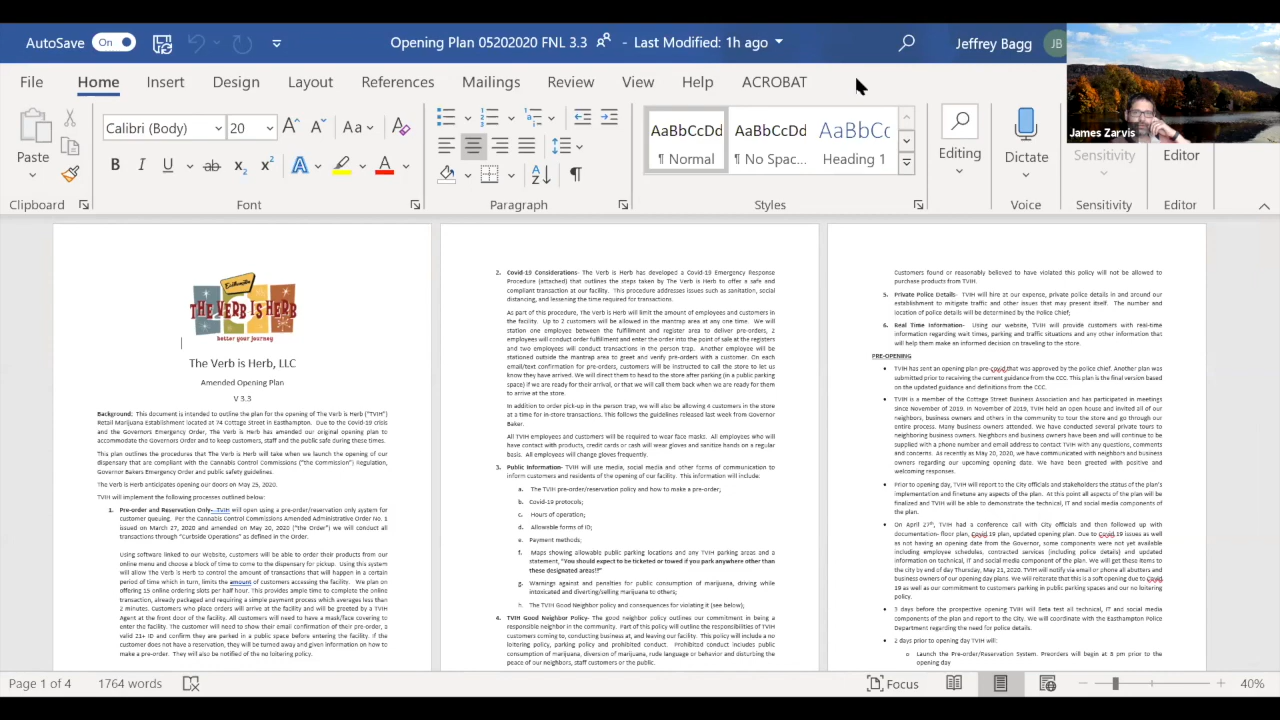 AutoSave On Opening Plan 05202020 FNL 3.3 - Last Modified: 1h ago Jeffrey Bagg JB
File Home Insert Design Layout References Mailings Review View Help ACROBAT
James Zarvis
Calibri (Body) 20 Aa
AaBbCcDd AaBbCcDd AaBbCc
Paste ¶ Normal ¶ No Spac... Heading 1 Editing Dictate Sensitivity Editor
Clipboard Font Paragraph Styles Voice Sensitivity Editor
Easthampton
THE VERB IS HERB
better your journey
The Verb is Herb, LLC
Amended Opening Plan
V 3.3
Background: This document is intended to outline the plan for the opening of The Verb is Herb ("TVIH")
Retail Marijuana Establishment located at 74 Cottage Street in Easthampton. Due to the Covid-19 crisis
and the Governors Emergency Order, The Verb is Herb has amended our original opening plan to
accommodate the Governors Order and to keep customers, staff and the public safe during these times.
This plan outlines the procedures that The Verb is Herb will take when we launch the opening of our
dispensary that are compliant with the Cannabis Control Commissions ("the Commission") Regulation,
Governor Bakers Emergency Order and public safety guidelines.
The Verb is Herb anticipates opening our doors on May 25, 2020.
TVIH will implement the following processes outlined below:
1. Pre-order and Reservation Only- TVIH will open using a pre-order/reservation only system for
customer queuing. Per the Cannabis Control Commissions Amended Administrative Order No. 1
issued on March 27, 2020 and amended on May 20, 2020 ("the Order") we will conduct all
transactions through "Curbside Operations" as defined in the Order.
Using software linked to our Website, customers will be able to order their products from our
online menu and choose a block of time to come to the dispensary for pickup. Using this system
will allow The Verb is Herb to control the amount of transactions that will happen in a certain
period of time which in turn, limits the amount of customers accessing the facility. We plan on
offering 15 online ordering slots per half hour. This provides ample time to complete the online
transaction, already packaged and requiring a simple payment process which averages less than
2 minutes. Customers who place orders will arrive at the facility and will be greeted by a TVIH
Agent at the front door of the facility. All customers will need to have a mask/face covering to
enter the facility. The customer will need to show their email confirmation of their pre-order, a
valid 21+ ID and confirm they are parked in a public space before entering the facility. If the
customer does not have a reservation, they will be turned away and given information on how to
make a pre-order. They will also be notified of the no loitering policy.
2. Covid-19 Considerations- The Verb is Herb has developed a Covid-19 Emergency Response
Procedure (attached) that outlines the steps taken by The Verb is Herb to offer a safe and
compliant transaction at our facility. This procedure addresses issues such as sanitation, social
distancing, and lessening the time required for transactions.
As part of this procedure, The Verb is Herb will limit the amount of employees and customers in
the facility. Up to 2 customers will be allowed in the mantrap area at any one time. We will
station one employee between the fulfillment and register area to deliver pre-orders, 2
employees will conduct order fulfillment and enter the order into the point of sale at the registers
and two employees will conduct transactions in the person trap. Another employee will be
stationed outside the mantrap area to greet and verify pre-orders with a customer. On each
email/text confirmation for pre-orders, customers will be instructed to call the store to let us
know they have arrived. We will direct them to head to the store after parking (in a public parking
space) if we are ready for their arrival, or that we will call them back when we are ready for them
to arrive at the store.
In addition to order pick-up in the person trap, we will also be allowing 4 customers in the store
at a time for in-store transactions. This follows the guidelines released last week from Governor
Baker.
All TVIH employees and customers will be required to wear face masks. All employees who will
have contact with products, credit cards or cash will wear gloves and sanitize hands on a regular
basis. All employees will change gloves frequently.
3. Public Information- TVIH will use media, social media and other forms of communication to
inform customers and residents of the opening of our facility. This information will include:
a. The TVIH pre-order/reservation policy and how to make a pre-order;
b. Covid-19 protocols;
c. Hours of operation;
d. Allowable forms of ID;
e. Payment methods;
f. Maps showing allowable public parking locations and any TVIH parking areas and a
statement, "You should expect to be ticketed or towed if you park anywhere other than
these designated areas!!!"
g. Warnings against and penalties for public consumption of marijuana, driving while
intoxicated and diverting/selling marijuana to others;
h. The TVIH Good Neighbor policy and consequences for violating it (see below);
4. TVIH Good Neighbor Policy- The good neighbor policy outlines our commitment in being a
responsible neighbor in the community. Part of this policy will outline the responsibilities of TVIH
customers coming to, conducting business at, and leaving our facility. This policy will include a no
loitering policy, parking policy and prohibited conduct. Prohibited conduct includes public
consumption of marijuana, diversion of marijuana, rude language or behavior and disturbing the
peace of our neighbors, staff customers or the public.
Customers found or reasonably believed to have violated this policy will not be allowed to
purchase products from TVIH.
5. Private Police Details- TVIH will hire at our expense, private police details in and around our
establishment to mitigate traffic and other issues that may present itself. The number and
location of police details will be determined by the Police Chief;
6. Real Time Information- Using our website, TVIH will provide customers with real-time
information regarding wait times, parking and traffic situations and any other information that
will help them make an informed decision on traveling to the store.
PRE-OPENING
• TVIH has sent an opening plan pre-covid that was approved by the police chief. Another plan was
submitted prior to receiving the current guidance from the CCC. This plan is the final version based
on the updated guidance and definitions from the CCC.
• TVIH is a member of the Cottage Street Business Association and has participated in meetings
since November of 2019. In November of 2019, TVIH held an open house and invited all of our
neighbors, business owners and others in the community to tour the store and go through our
entire process. Many business owners attended. We have conducted several private tours to
neighboring business owners. Neighbors and business owners have been and will continue to be
supplied with a phone number and email address to contact TVIH with any questions, comments
and concerns. As recently as May 20, 2020, we have communicated with neighbors and business
owners regarding our upcoming opening date. We have been greeted with positive and
welcoming responses.
• Prior to opening day, TVIH will report to the City officials and stakeholders the status of the plan's
implementation and finetune any aspects of the plan. At this point all aspects of the plan will be
finalized and TVIH will be able to demonstrate the technical, IT and social media components of
the plan.
• On April 27th, TVIH had a conference call with City officials and then followed up with
documentation- floor plan, Covid 19 plan, updated opening plan. Due to Covid 19 issues as well
as not having an opening date from the Governor, some components were not yet available
including employee schedules, contracted services (including police details) and updated
information on technical, IT and social media component of the plan. We will get these items to
the city by end of day Thursday, May 21, 2020. TVIH will notify via email or phone all abutters and
business owners of our opening day plans. We will reiterate that this is a soft opening due to Covid
19 as well as our commitment to customers parking in public parking spaces and our no loitering
policy.
• 3 days before the prospective opening TVIH will Beta test all technical, IT and social media
components of the plan and report to the City. We will coordinate with the Easthampton Police
Department regarding the need for police details.
• 2 days prior to opening day TVIH will:
o Launch the Pre-order/Reservation System. Preorders will begin at 8 pm prior to the
opening day
Page 1 of 4 1764 words Focus 40%